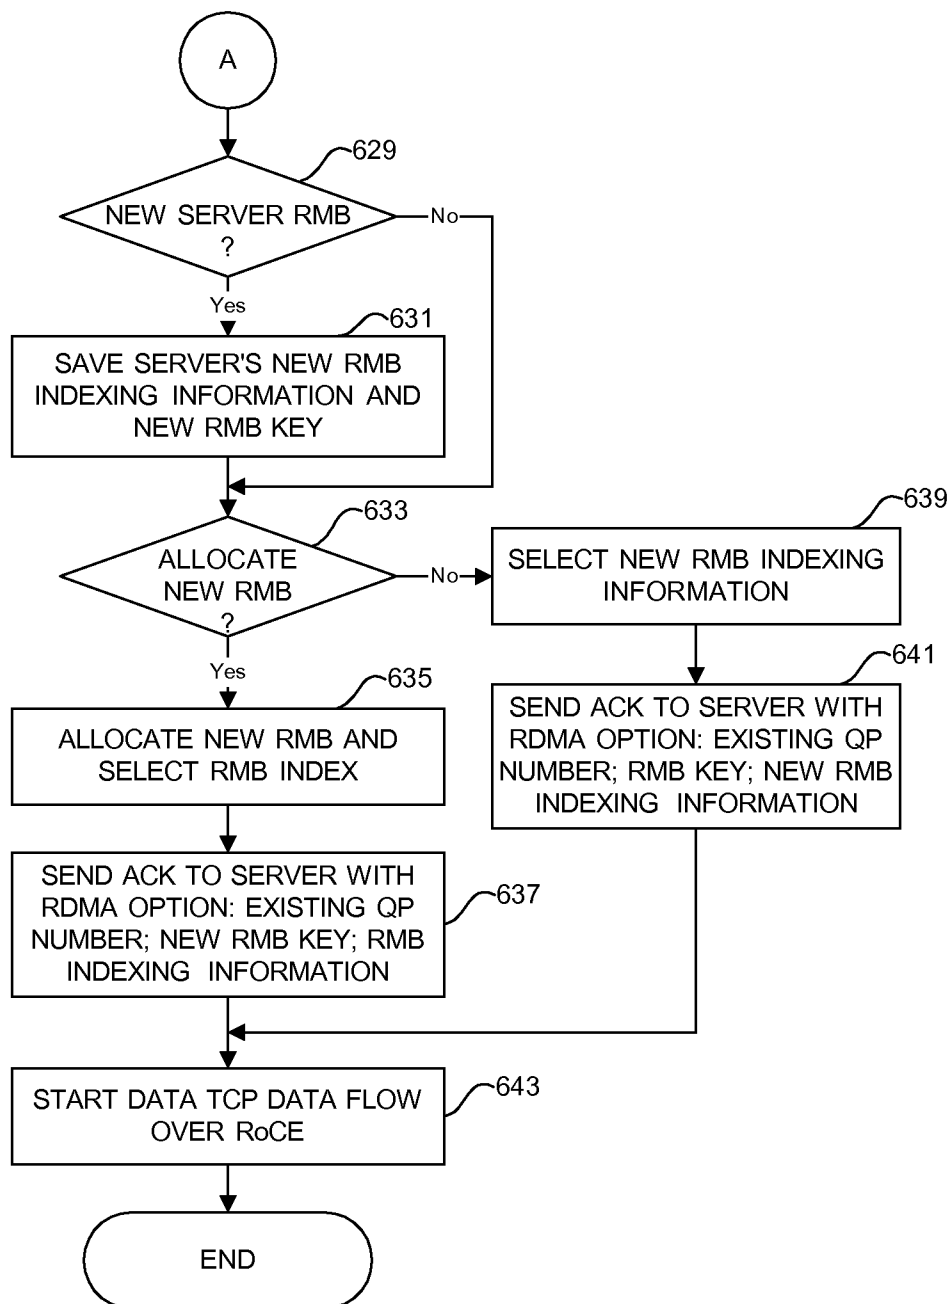 A
629
NEW SERVER RMB
?
No
Yes
631
SAVE SERVER'S NEW RMB
INDEXING INFORMATION AND
NEW RMB KEY
633
ALLOCATE
NEW RMB
?
No
639
SELECT NEW RMB INDEXING
INFORMATION
Yes
635
ALLOCATE NEW RMB AND
SELECT RMB INDEX
641
SEND ACK TO SERVER WITH
RDMA OPTION: EXISTING QP
NUMBER; RMB KEY; NEW RMB
INDEXING INFORMATION
SEND ACK TO SERVER WITH
RDMA OPTION: EXISTING QP
NUMBER; NEW RMB KEY; RMB
INDEXING INFORMATION
637
START DATA TCP DATA FLOW
OVER RoCE
643
END